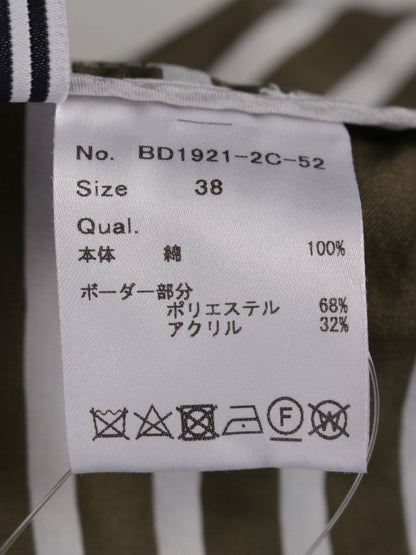 No. BD1921-2C-52
Size 38
Qual.
本体 綿 100%
ボーダー部分
ポリエステル 68%
アクリル 32%
F W